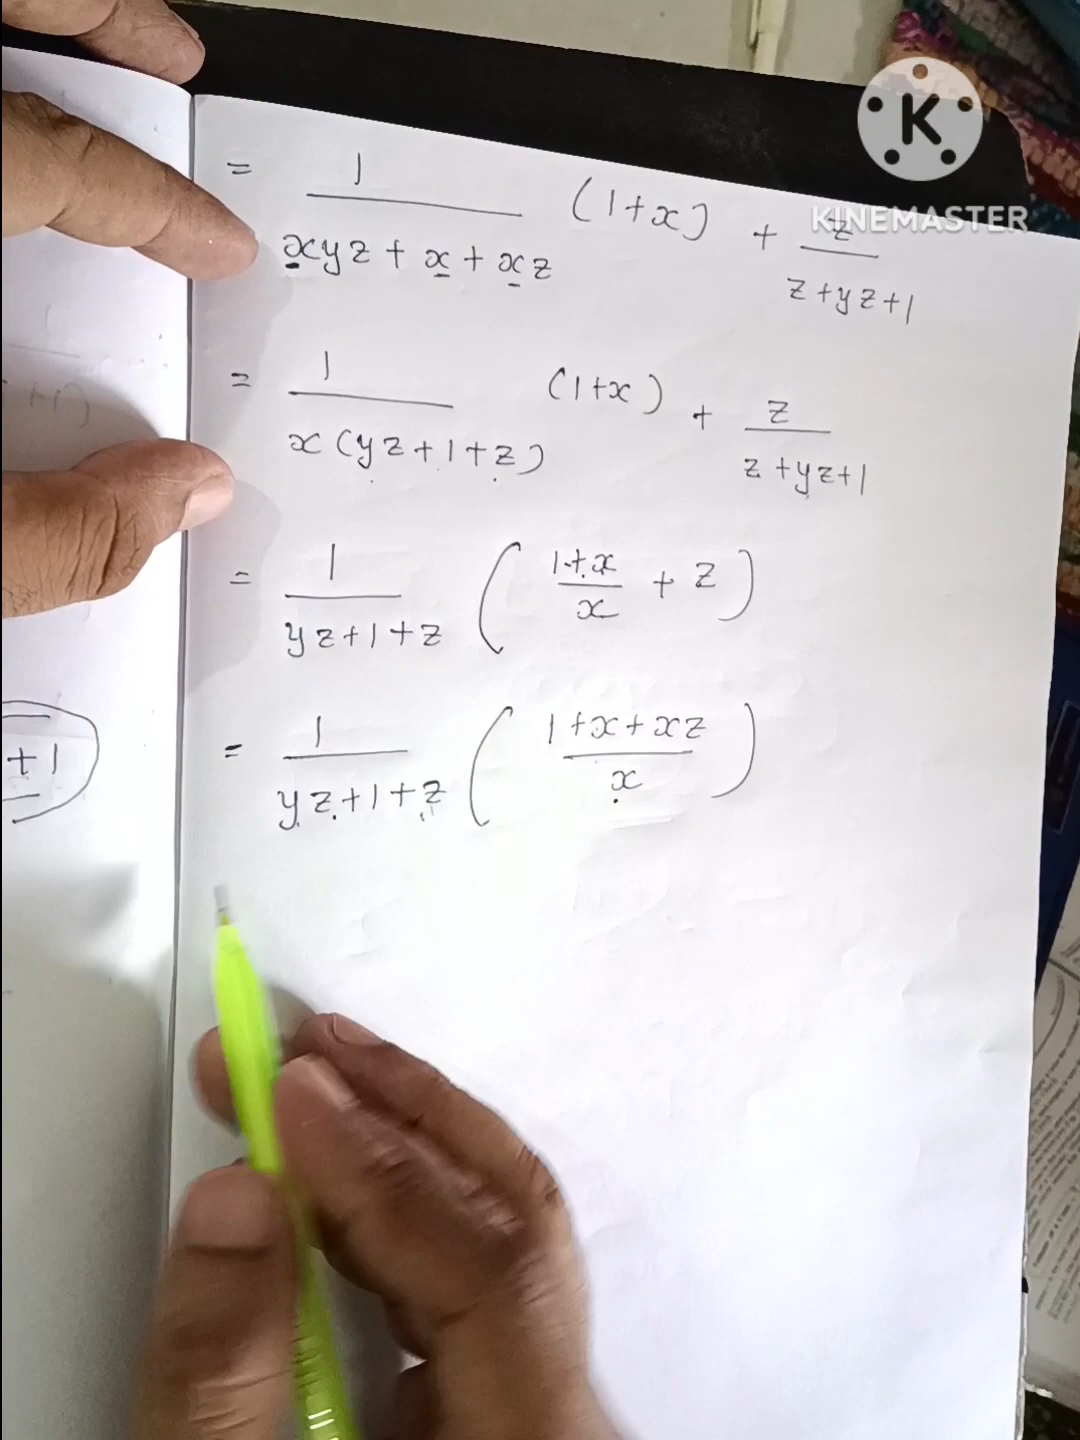 = 1/(xyz + x + xz) (1+x) + z/(z+yz+1)
KINEMASTER
= 1/(x(yz+1+z)) (1+x) + z/(z+yz+1)
= 1/(yz+1+z) ( (1+x)/x + z )
= 1/(yz+1+z) ( (1+x+xz)/x )
+1